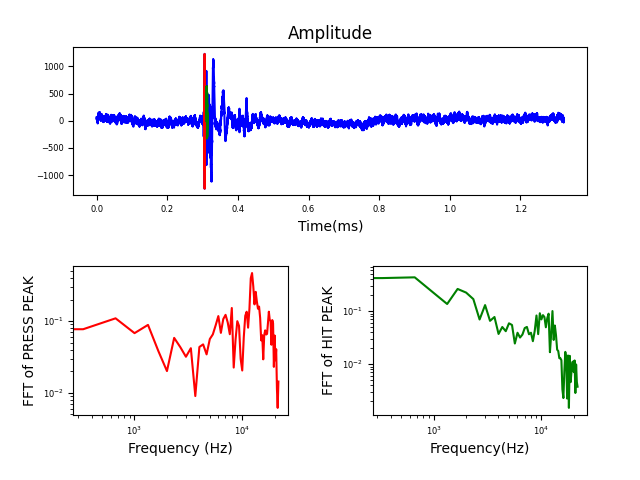 Amplitude
1000
500
0
−500
−1000
0.0 0.2 0.4 0.6 0.8 1.0 1.2
Time(ms)
FFT of PRESS PEAK
10⁻¹
10⁻²
10³ 10⁴
Frequency (Hz)
FFT of HIT PEAK
10⁻¹
10⁻²
10³ 10⁴
Frequency(Hz)